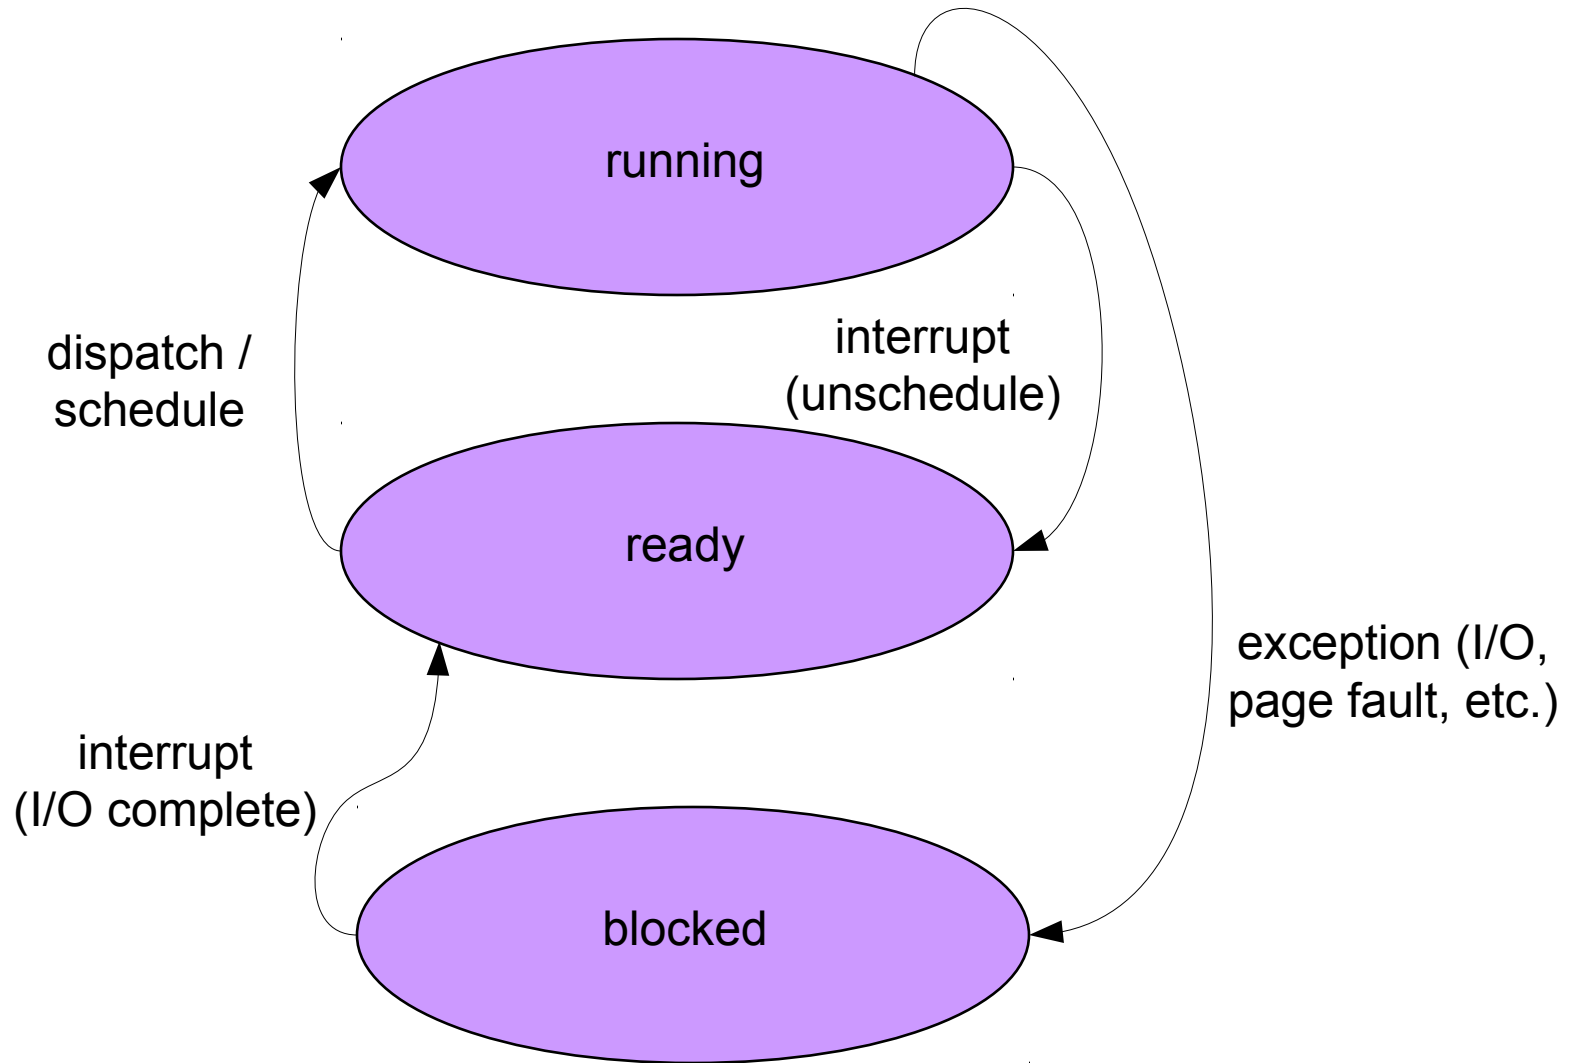 running
dispatch /
schedule
interrupt
(unschedule)
ready
exception (I/O,
page fault, etc.)
interrupt
(I/O complete)
blocked